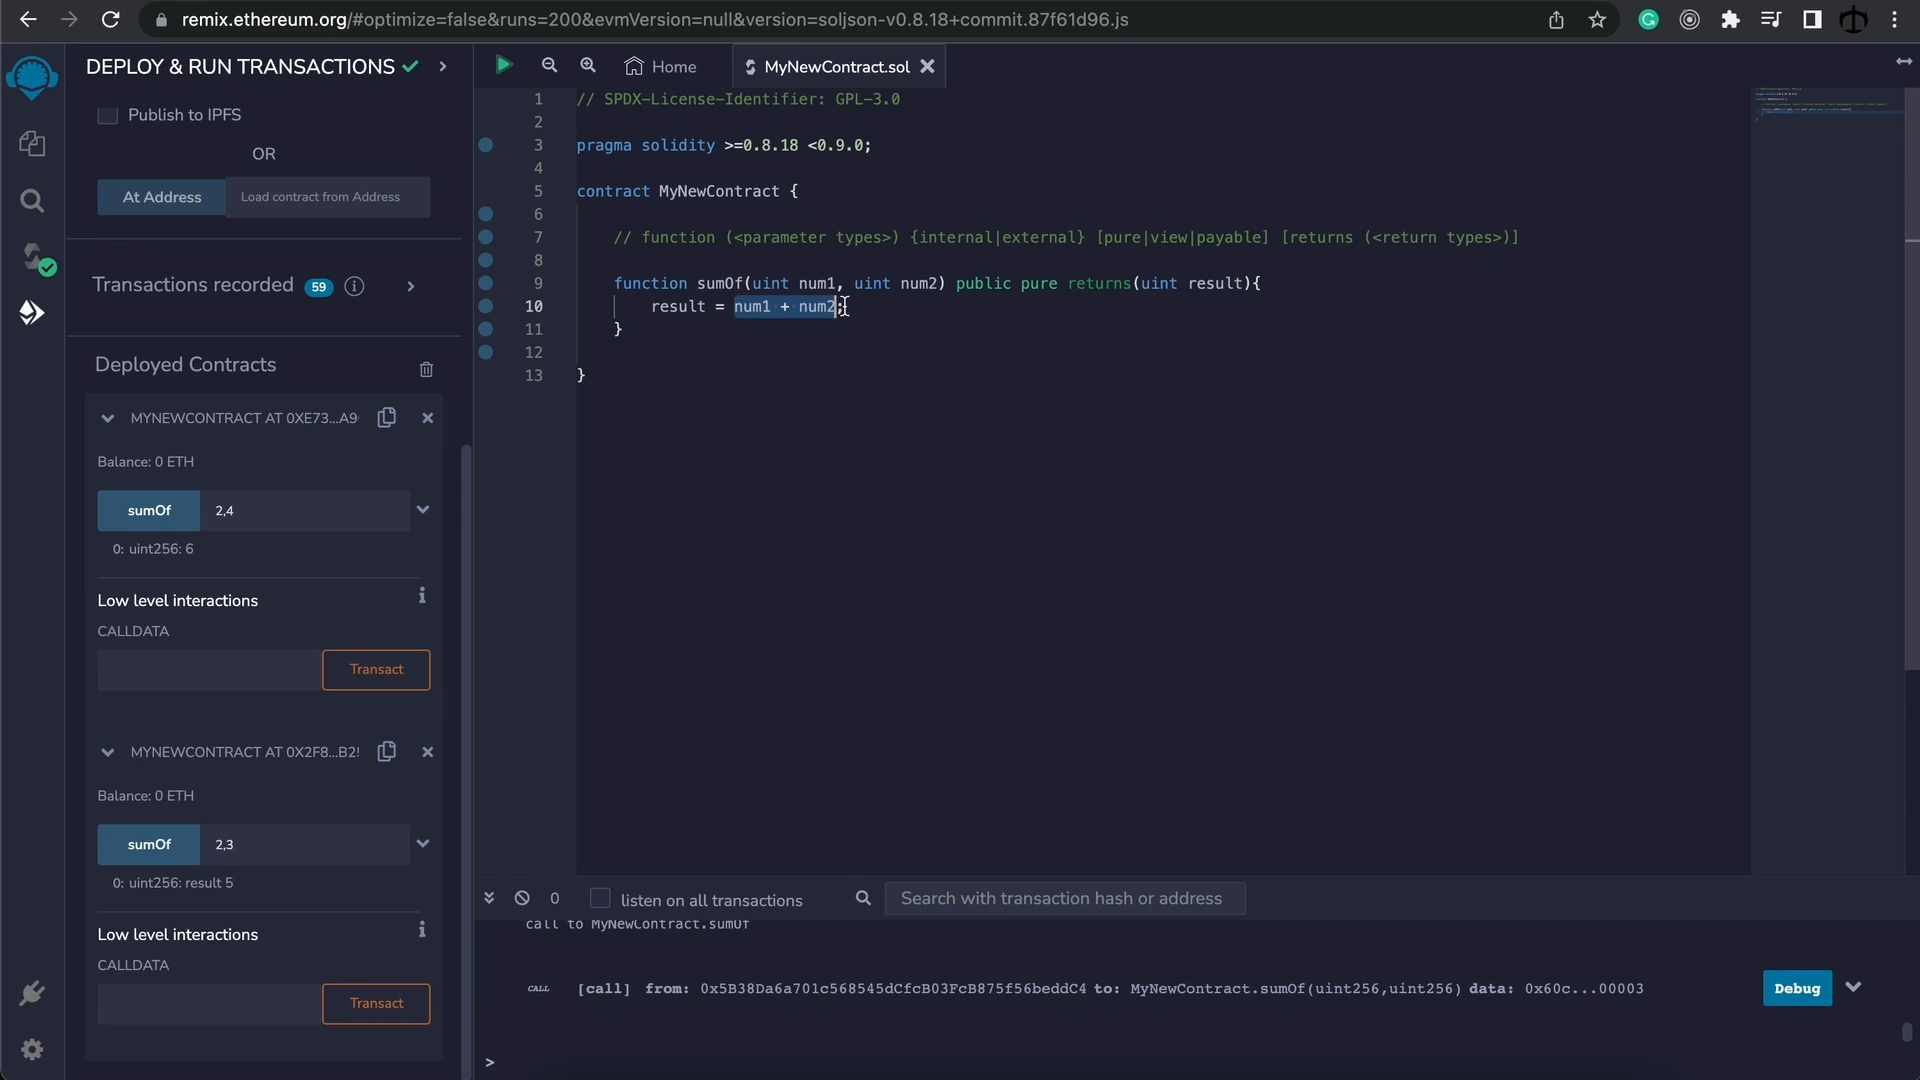 remix.ethereum.org/#optimize=false&runs=200&evmVersion=null&version=soljson-v0.8.18+commit.87f61d96.js
DEPLOY & RUN TRANSACTIONS
Publish to IPFS
OR
At Address
Load contract from Address
Transactions recorded 59
Deployed Contracts
MYNEWCONTRACT AT 0XE73...A9
Balance: 0 ETH
sumOf 2,4
0: uint256: 6
Low level interactions
CALLDATA
Transact
MYNEWCONTRACT AT 0X2F8...B25
Balance: 0 ETH
sumOf 2,3
0: uint256: result 5
Low level interactions
CALLDATA
Transact
Home
MyNewContract.sol
1 // SPDX-License-Identifier: GPL-3.0
2
3 pragma solidity >=0.8.18 <0.9.0;
4
5 contract MyNewContract {
6
7 // function (<parameter types>) {internal|external} [pure|view|payable] [returns (<return types>)]
8
9 function sumOf(uint num1, uint num2) public pure returns(uint result){
10 result = num1 + num2;
11 }
12
13 }
0
listen on all transactions
Search with transaction hash or address
call to MyNewContract.sumOf
CALL [call] from: 0x5B38Da6a701c568545dCfcB03FcB875f56beddC4 to: MyNewContract.sumOf(uint256,uint256) data: 0x60c...00003
Debug
>